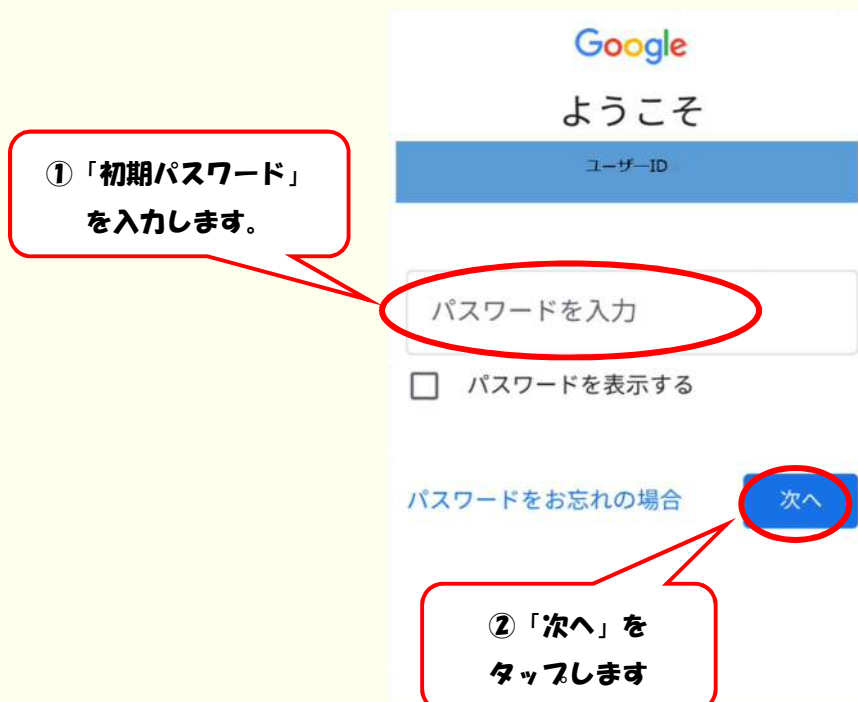 Google
ようこそ
ユーザーID
①「初期パスワード」
を入力します。
パスワードを入力
パスワードを表示する
パスワードをお忘れの場合
次へ
②「次へ」を
タップします